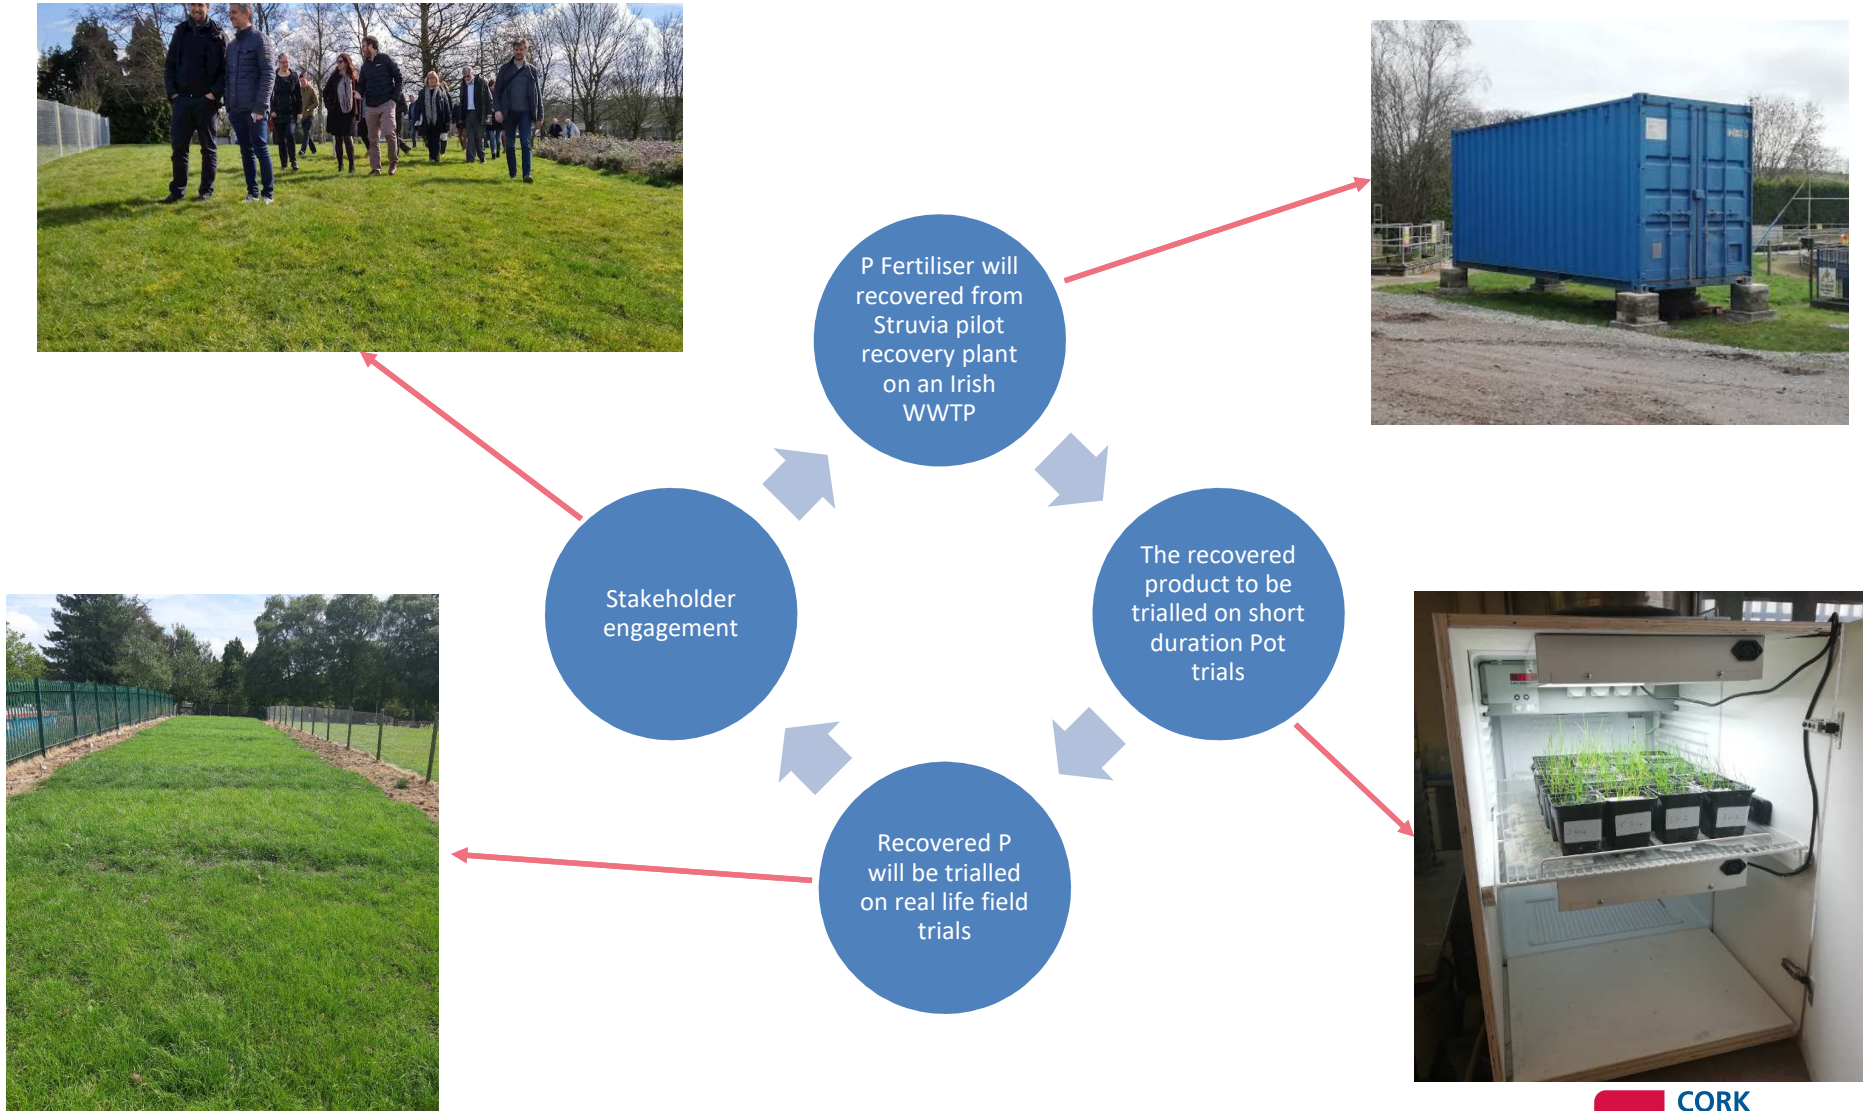 P Fertiliser will
recovered from
Struvia pilot
recovery plant
on an Irish
WWTP
The recovered
product to be
trialled on short
duration Pot
trials
Recovered P
will be trialled
on real life field
trials
Stakeholder
engagement
CORK